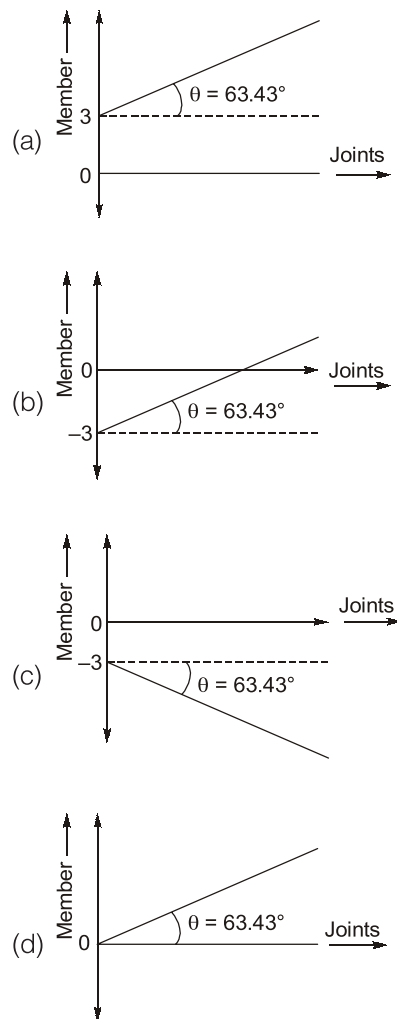 (a)
Member
3
θ = 63.43°
0
Joints
(b)
Member
0
Joints
θ = 63.43°
–3
(c)
Member
0
Joints
–3
θ = 63.43°
(d)
Member
θ = 63.43°
0
Joints